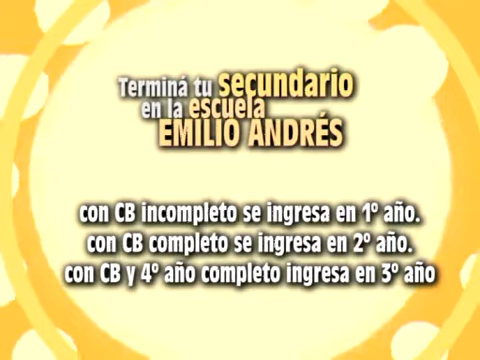 Terminá tu secundario
en la escuela
EMILIO ANDRÉS
con CB incompleto se ingresa en 1º año.
con CB completo se ingresa en 2º año.
con CB y 4º año completo ingresa en 3º año